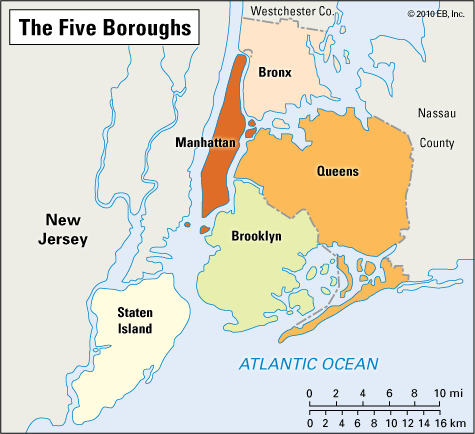 The Five Boroughs
Westchester Co.
© 2010 EB, Inc.
Bronx
Nassau
County
Manhattan
Queens
New
Jersey
Brooklyn
Staten
Island
ATLANTIC OCEAN
0 2 4 6 8 10 mi
0 2 4 6 8 10 12 14 16 km